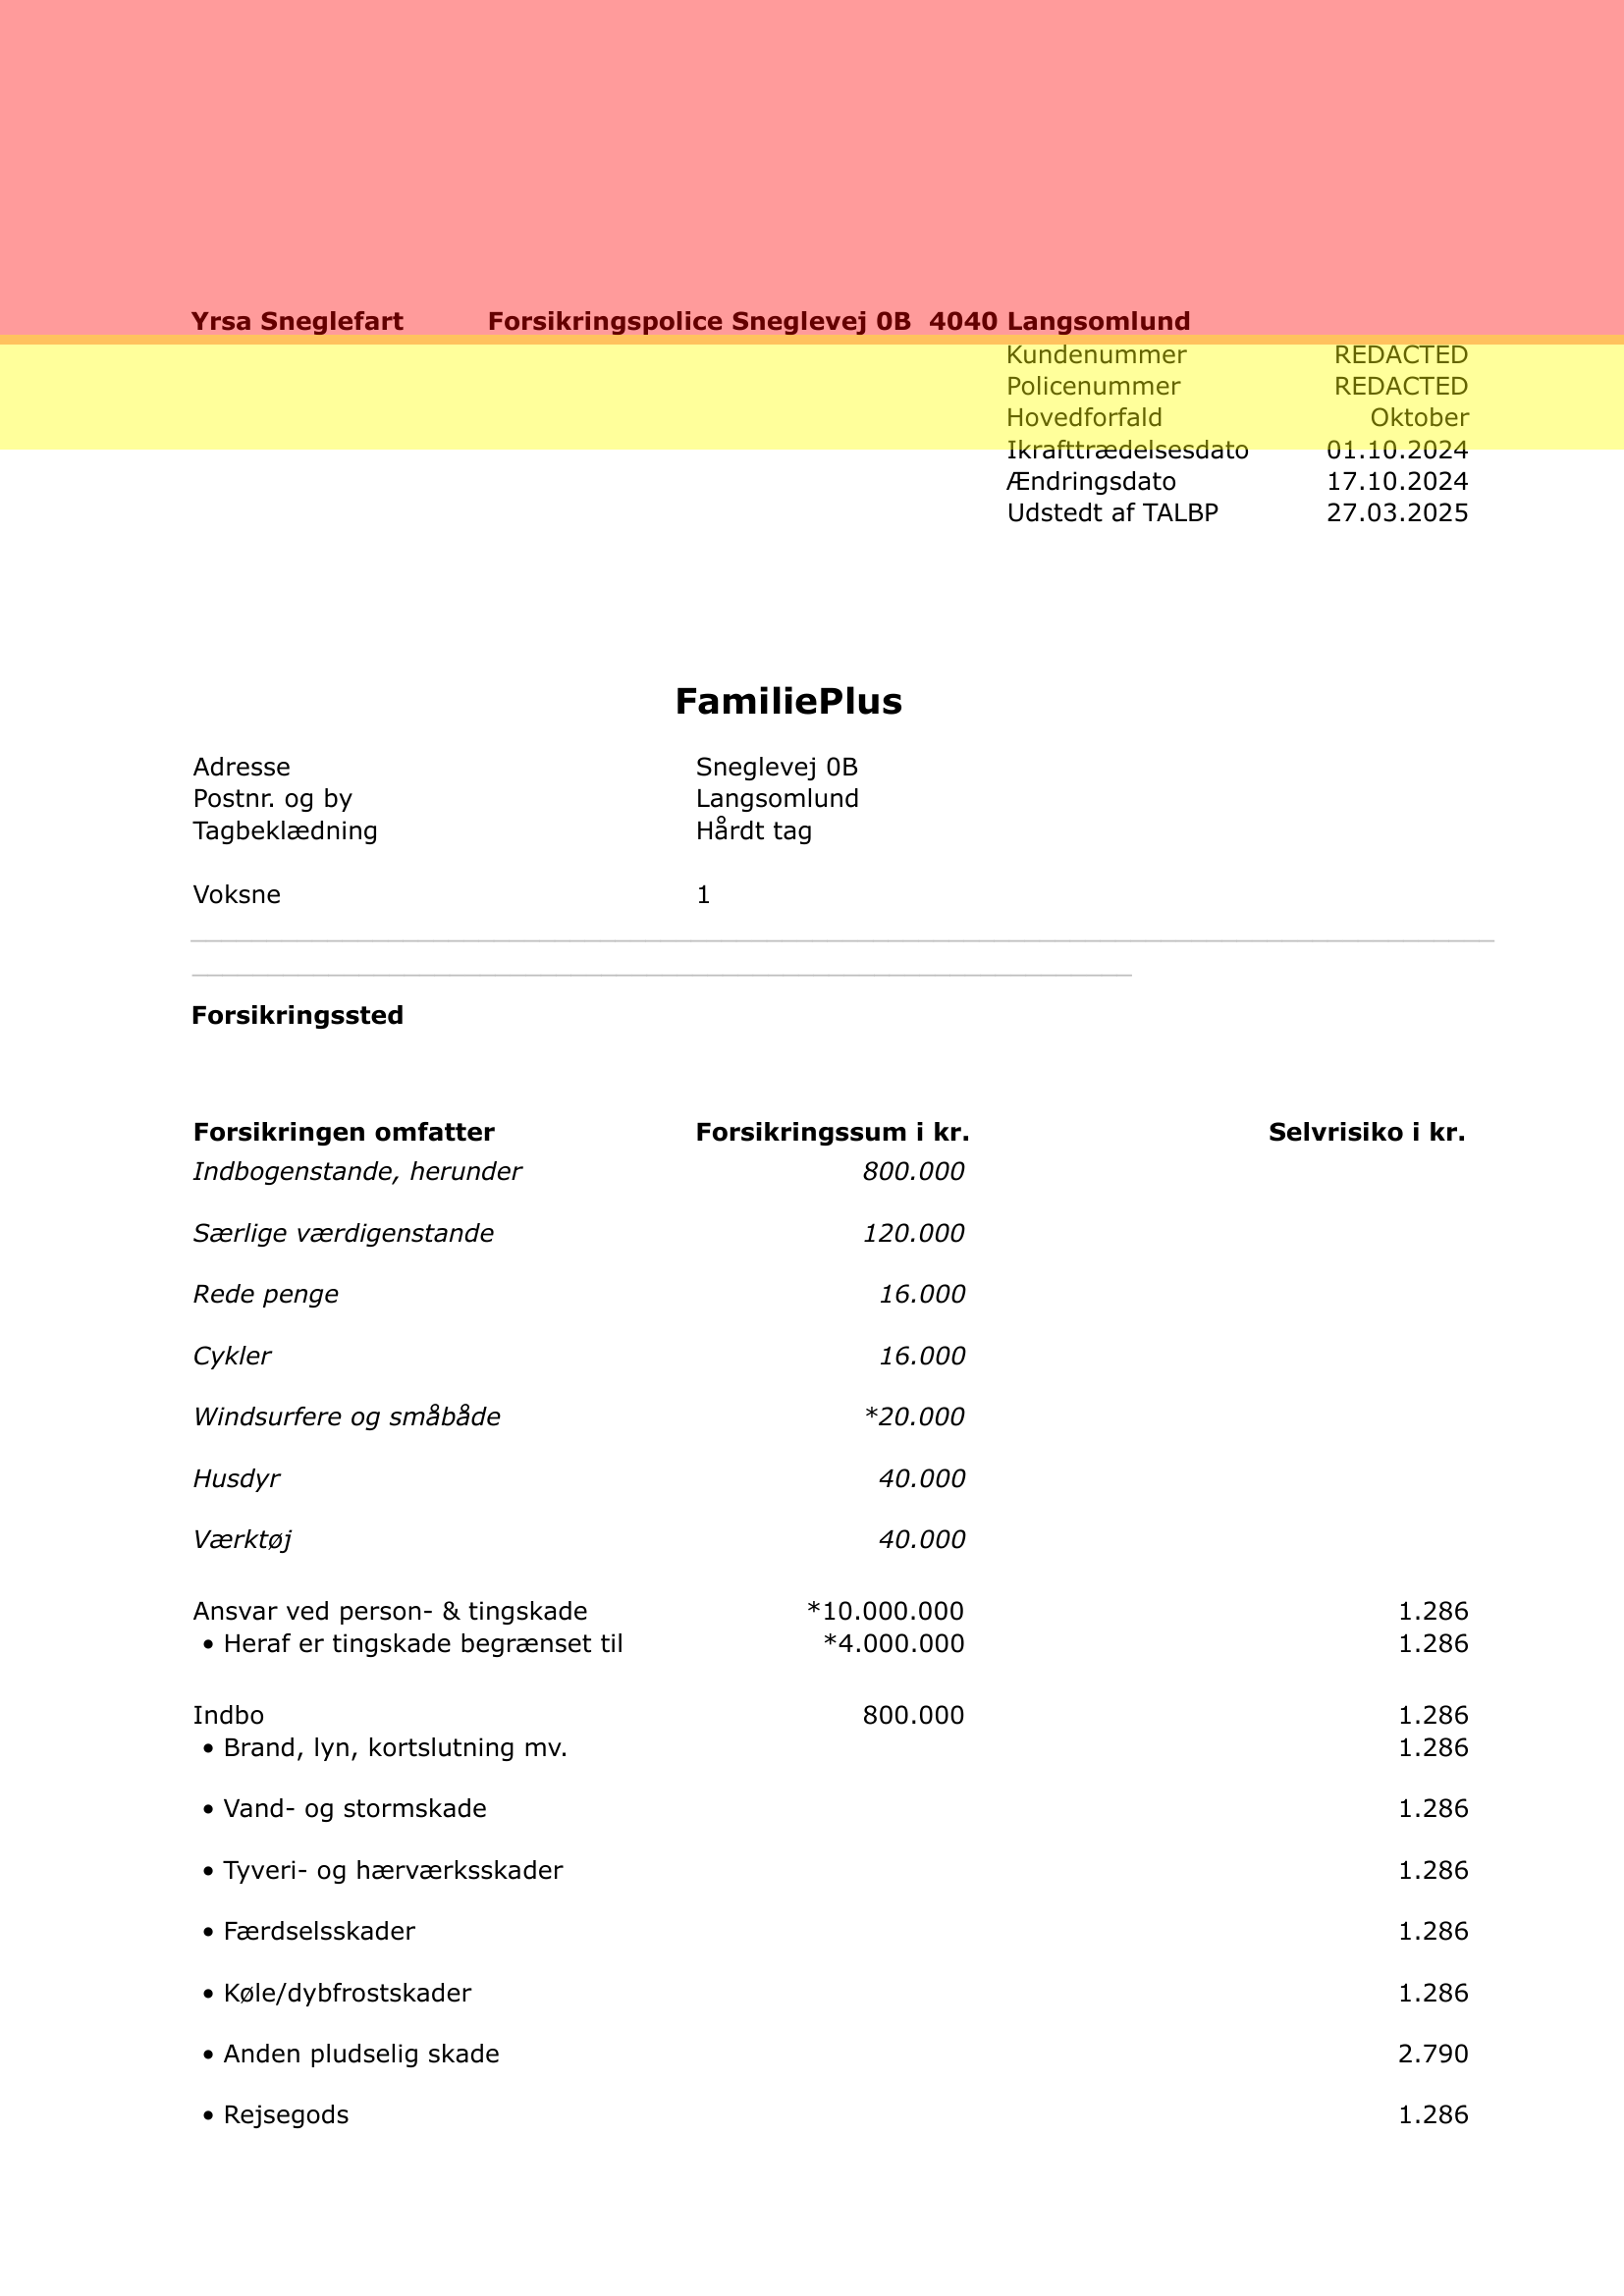 Yrsa Sneglefart Forsikringspolice Sneglevej 0B 4040 Langsomlund
Kundenummer REDACTED
Policenummer REDACTED
Hovedforfald Oktober
Ikrafttrædelsesdato 01.10.2024
Ændringsdato 17.10.2024
Udstedt af TALBP 27.03.2025
FamiliePlus
Adresse Sneglevej 0B
Postnr. og by Langsomlund
Tagbeklædning Hårdt tag
Voksne 1
Forsikringssted
Forsikringen omfatter Forsikringssum i kr. Selvrisiko i kr.
Indbogenstande, herunder 800.000
Særlige værdigenstande 120.000
Rede penge 16.000
Cykler 16.000
Windsurfere og småbåde *20.000
Husdyr 40.000
Værktøj 40.000
Ansvar ved person- & tingskade *10.000.000 1.286
• Heraf er tingskade begrænset til *4.000.000 1.286
Indbo 800.000 1.286
• Brand, lyn, kortslutning mv. 1.286
• Vand- og stormskade 1.286
• Tyveri- og hærværksskader 1.286
• Færdselsskader 1.286
• Køle/dybfrostskader 1.286
• Anden pludselig skade 2.790
• Rejsegods 1.286